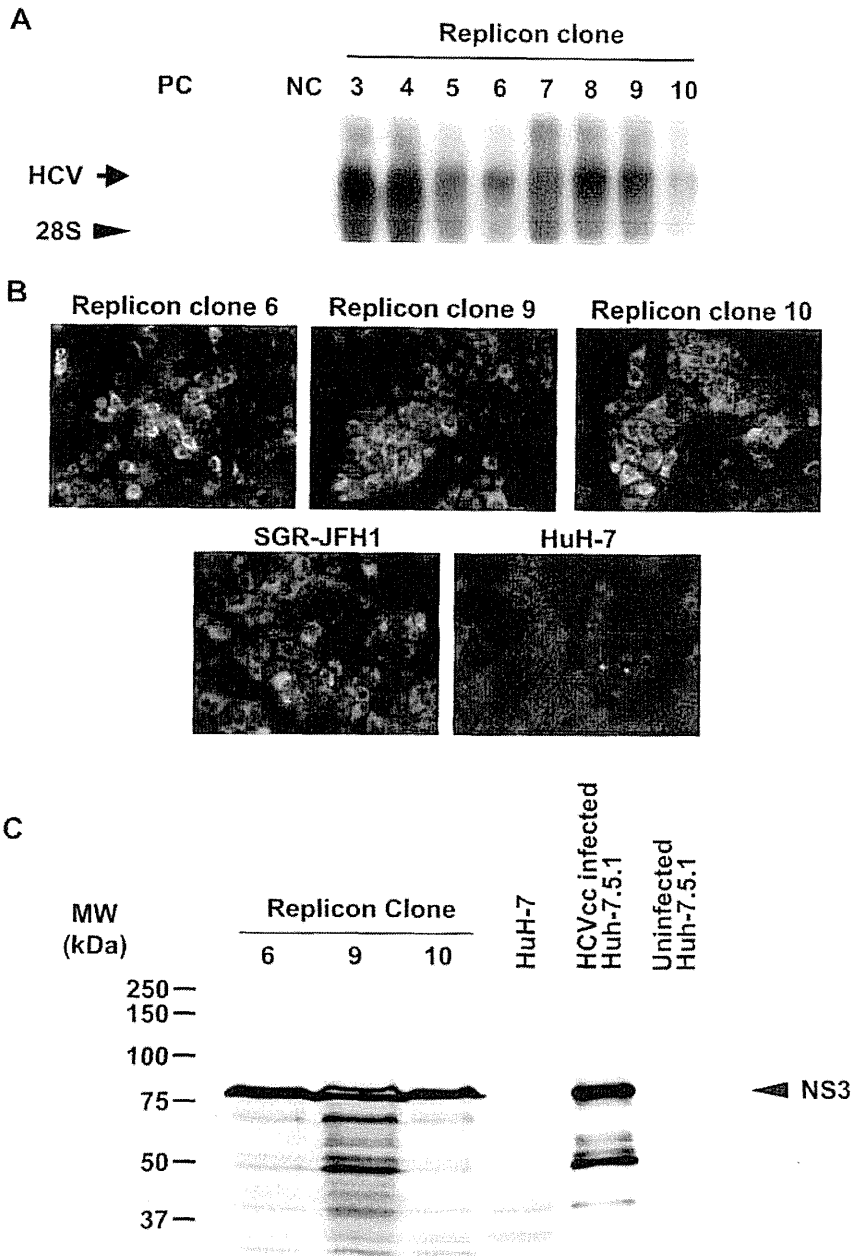 A
Replicon clone
PC NC 3 4 5 6 7 8 9 10
HCV
28S
B
Replicon clone 6 Replicon clone 9 Replicon clone 10
SGR-JFH1 HuH-7
C
MW
(kDa)
Replicon Clone
6 9 10
HuH-7
HCVcc infected
Huh-7.5.1
Uninfected
Huh-7.5.1
250
150
100
75
50
37
NS3